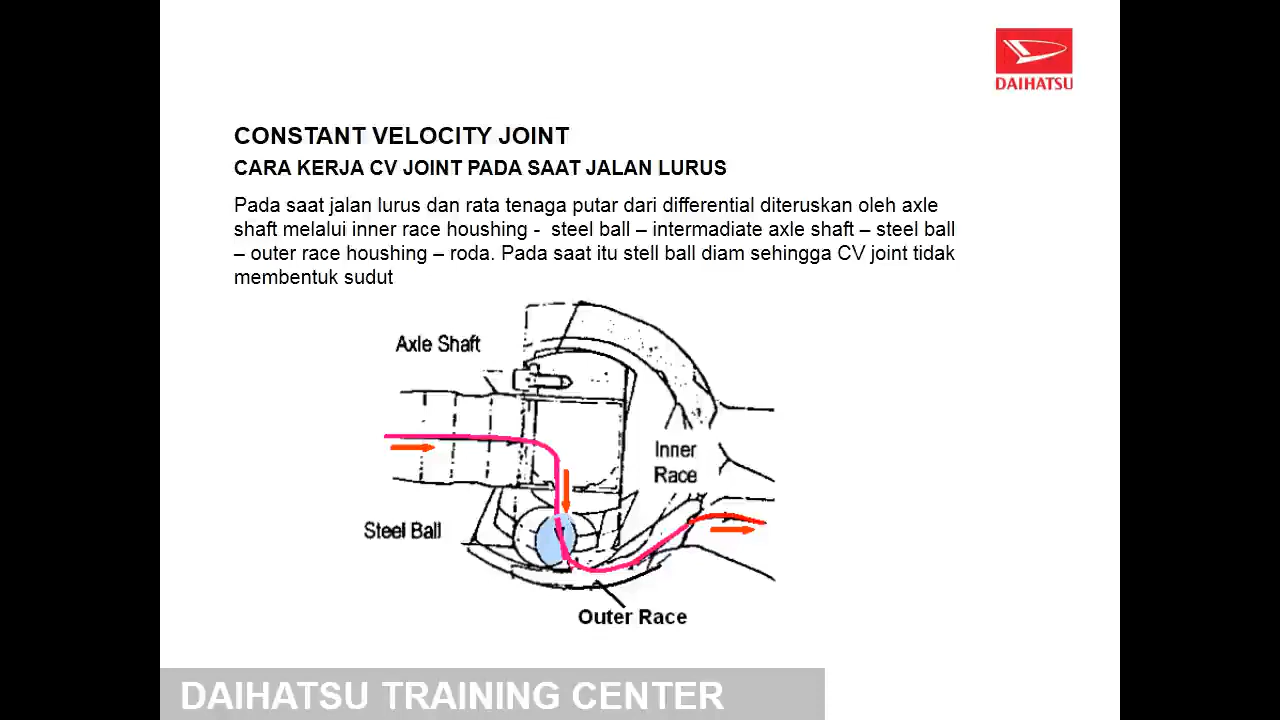 DAIHATSU
CONSTANT VELOCITY JOINT
CARA KERJA CV JOINT PADA SAAT JALAN LURUS
Pada saat jalan lurus dan rata tenaga putar dari differential diteruskan oleh axle
shaft melalui inner race houshing - steel ball – intermadiate axle shaft – steel ball
– outer race houshing – roda. Pada saat itu stell ball diam sehingga CV joint tidak
membentuk sudut
Axle Shaft
Inner
Race
Steel Ball
Outer Race
DAIHATSU TRAINING CENTER